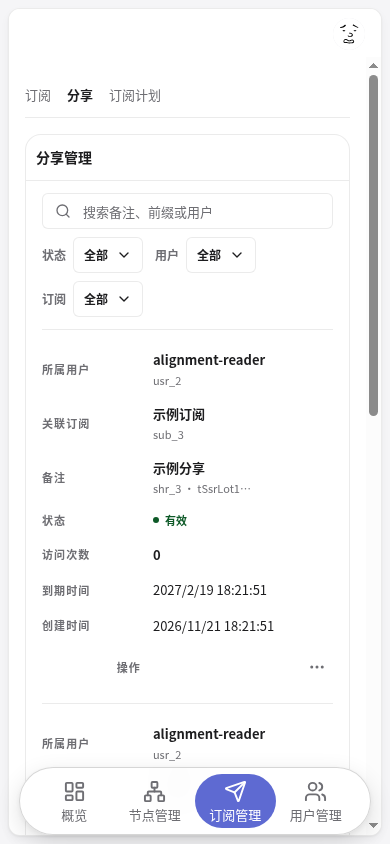 订阅 分享 订阅计划
分享管理
搜索备注、前缀或用户
状态 全部 用户 全部
订阅 全部
所属用户 alignment-reader
usr_2
关联订阅 示例订阅
sub_3
备注 示例分享
shr_3 • tSsrLot1…
状态 有效
访问次数 0
到期时间 2027/2/19 18:21:51
创建时间 2026/11/21 18:21:51
操作
所属用户 alignment-reader
usr_2
概览 节点管理 订阅管理 用户管理